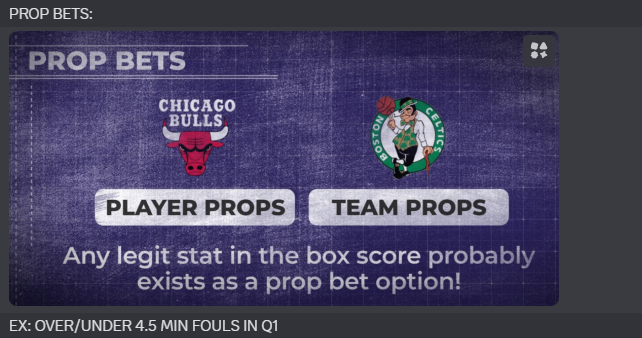 PROP BETS:
PROP BETS
CHICAGO
BULLS
BOSTON
CELTICS
PLAYER PROPS
TEAM PROPS
Any legit stat in the box score probably
exists as a prop bet option!
EX: OVER/UNDER 4.5 MIN FOULS IN Q1